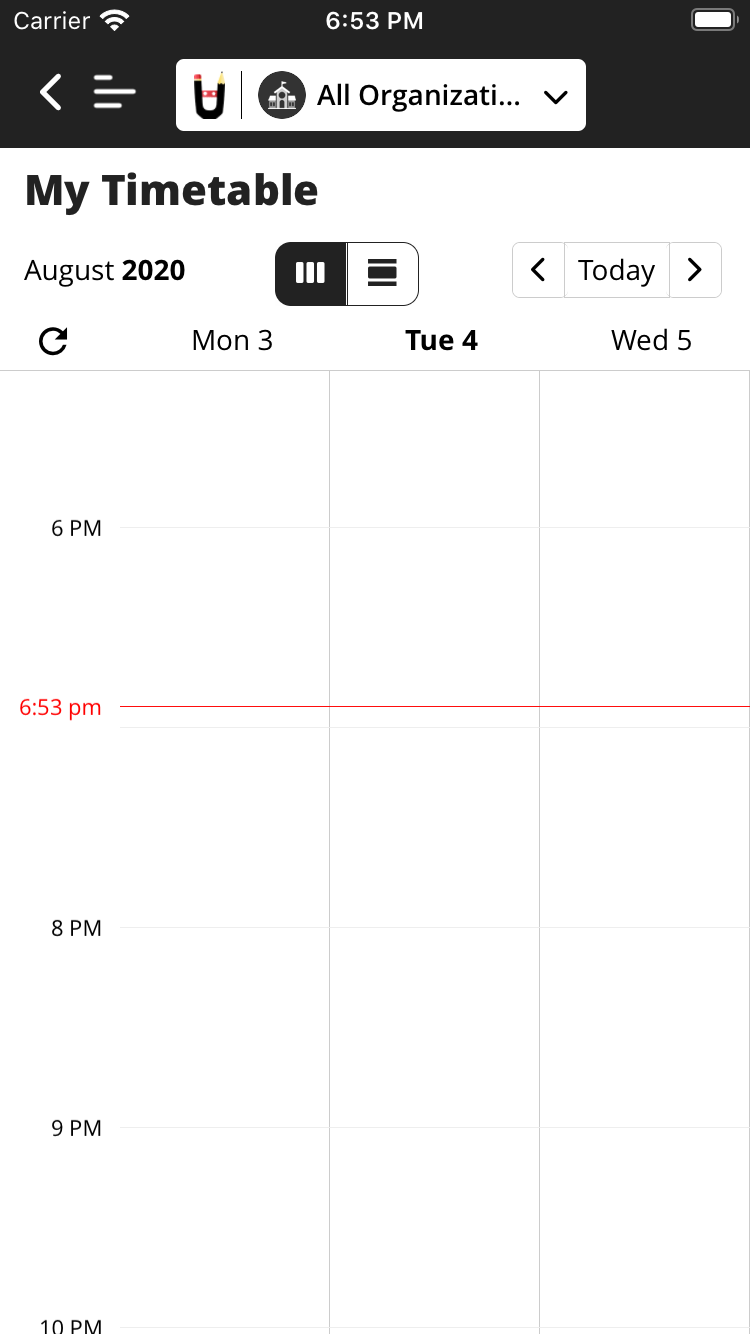 Carrier 6:53 PM
All Organizati...
My Timetable
August 2020 Today
Mon 3 Tue 4 Wed 5
6 PM
6:53 pm
8 PM
9 PM
10 PM